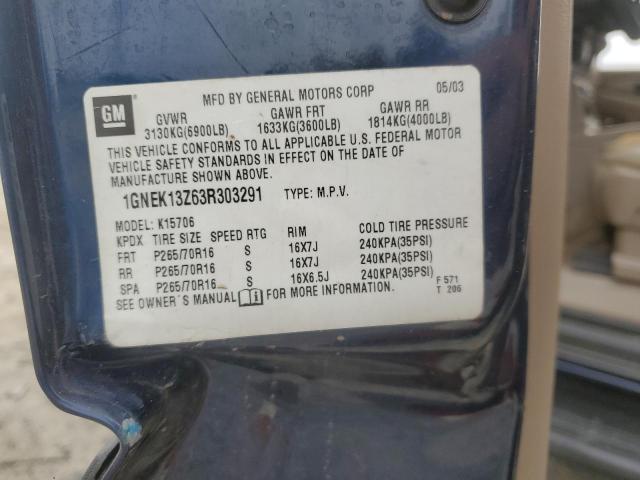 GM MFD BY GENERAL MOTORS CORP 05/03
GVWR GAWR FRT GAWR RR
3130KG(6900LB) 1633KG(3600LB) 1814KG(4000LB)
THIS VEHICLE CONFORMS TO ALL APPLICABLE U.S. FEDERAL MOTOR
VEHICLE SAFETY STANDARDS IN EFFECT ON THE DATE OF
MANUFACTURE SHOWN ABOVE.
1GNEK13Z63R303291 TYPE: M.P.V.
MODEL: K15706
KPDX TIRE SIZE SPEED RTG RIM COLD TIRE PRESSURE
FRT P265/70R16 S 16X7J 240KPA(35PSI)
RR P265/70R16 S 16X7J 240KPA(35PSI)
SPA P265/70R16 S 16X6.5J 240KPA(35PSI)
SEE OWNER'S MANUAL FOR MORE INFORMATION.
F 571
T 206